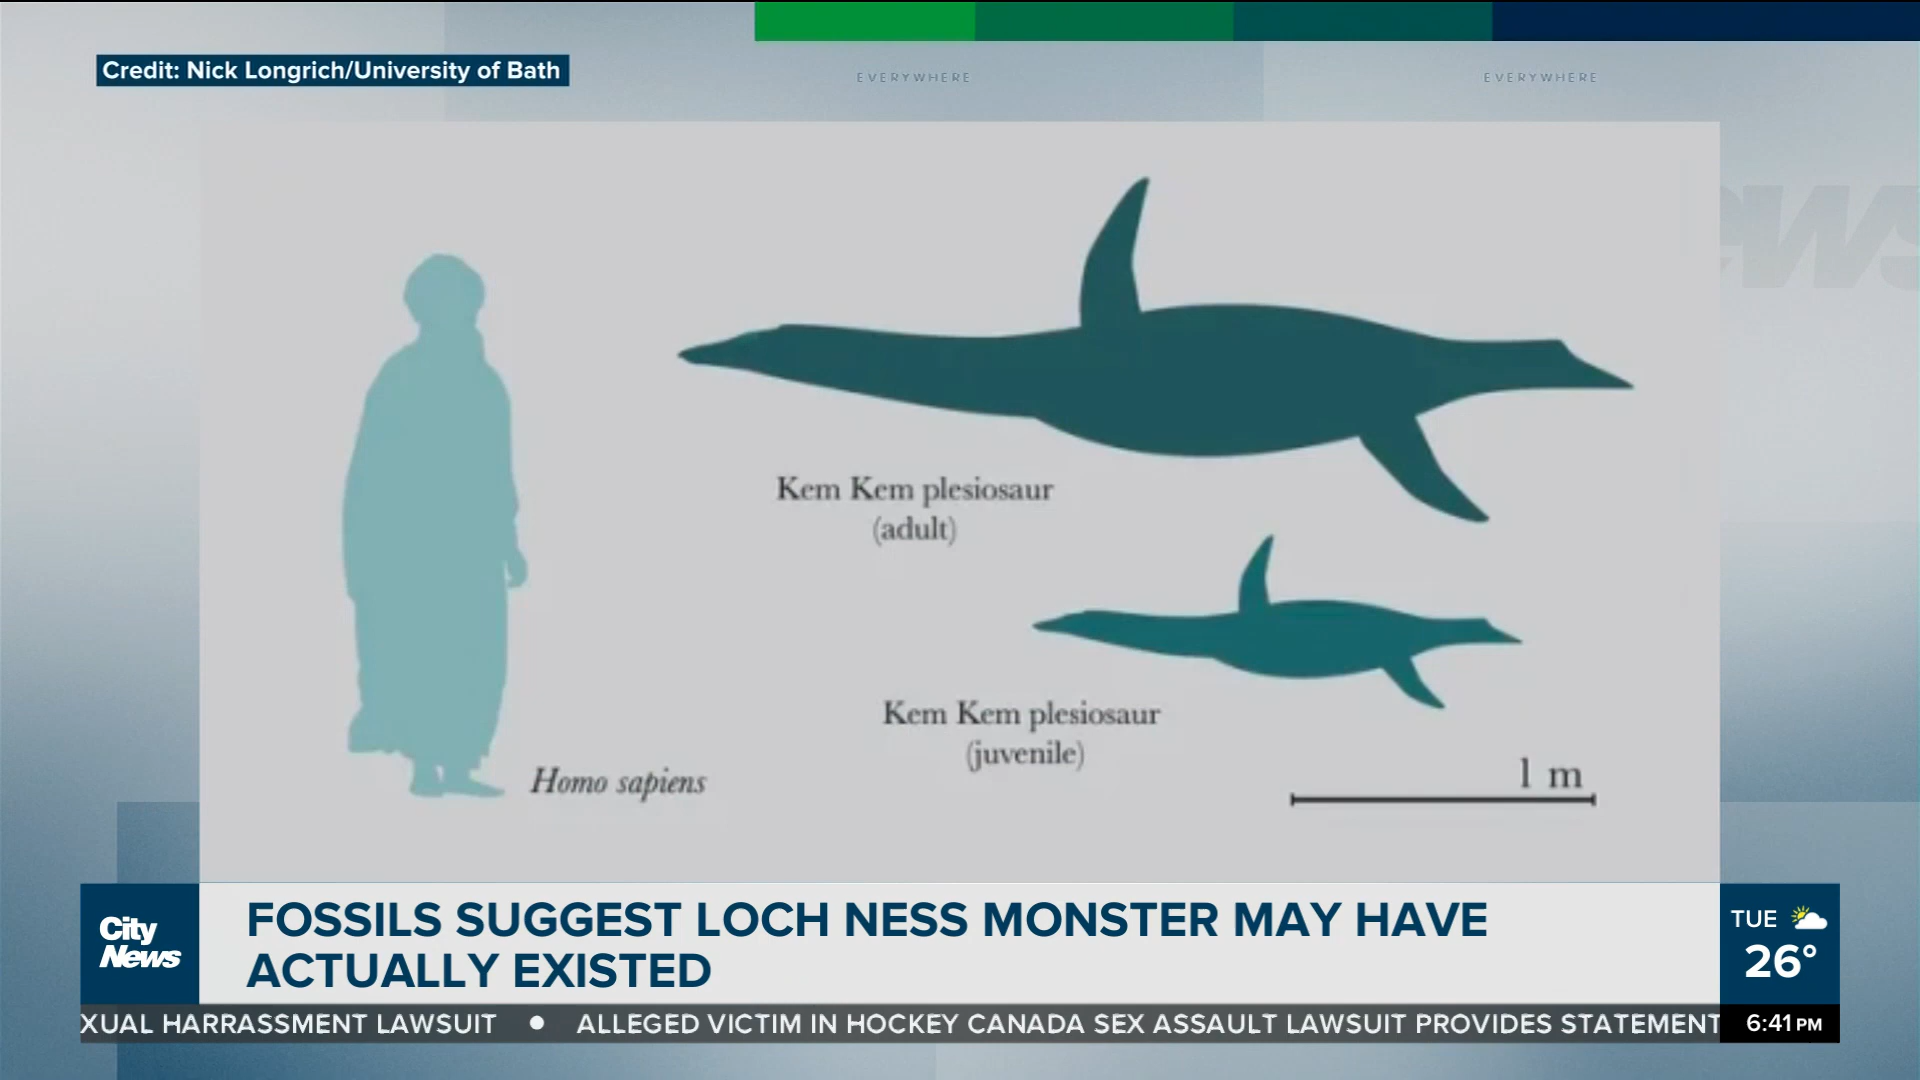 Credit: Nick Longrich/University of Bath
EVERYWHERE
EVERYWHERE
ews
Kem Kem plesiosaur
(adult)
Kem Kem plesiosaur
(juvenile)
Homo sapiens
1 m
City
News
FOSSILS SUGGEST LOCH NESS MONSTER MAY HAVE
ACTUALLY EXISTED
TUE
26°
XUAL HARRASSMENT LAWSUIT • ALLEGED VICTIM IN HOCKEY CANADA SEX ASSAULT LAWSUIT PROVIDES STATEMENT
6:41 PM